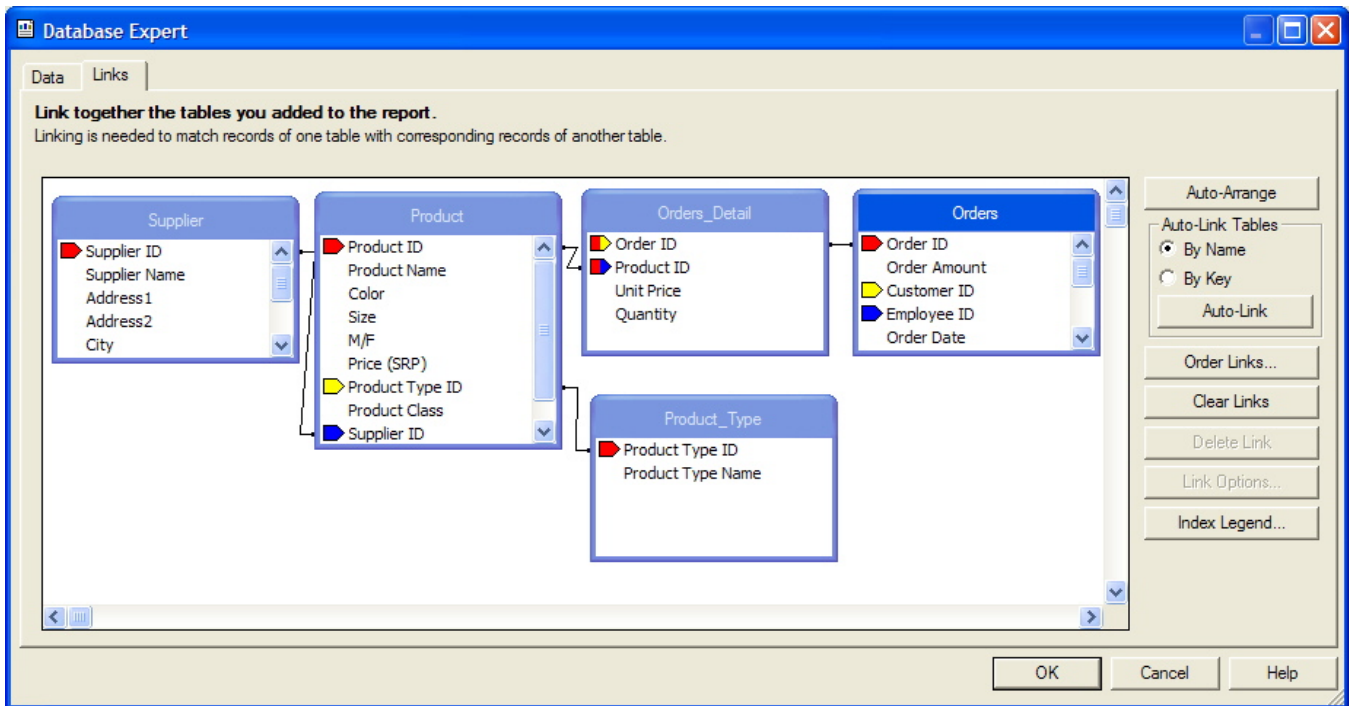 Database Expert
Data
Links
Link together the tables you added to the report.
Linking is needed to match records of one table with corresponding records of another table.
Supplier
Supplier ID
Supplier Name
Address1
Address2
City
Product
Product ID
Product Name
Color
Size
M/F
Price (SRP)
Product Type ID
Product Class
Supplier ID
Orders_Detail
Order ID
Product ID
Unit Price
Quantity
Orders
Order ID
Order Amount
Customer ID
Employee ID
Order Date
Product_Type
Product Type ID
Product Type Name
Auto-Arrange
Auto-Link Tables
By Name
By Key
Auto-Link
Order Links...
Clear Links
Delete Link
Link Options...
Index Legend...
OK
Cancel
Help